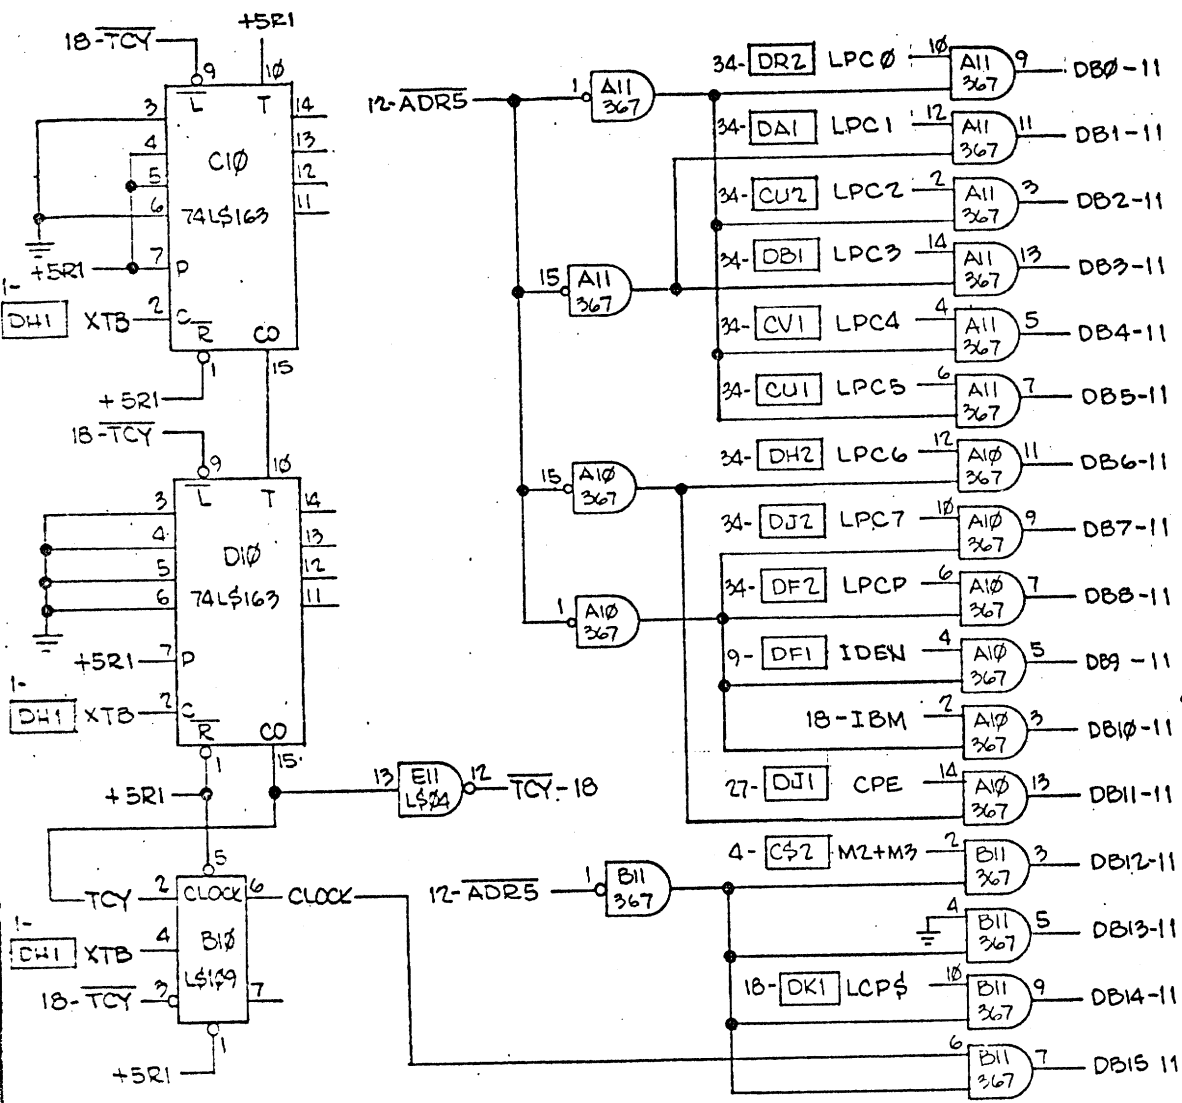 +5R1
18-TCY
9
10
L
T
3
14
4
13
C10
5
12
6
11
74LS163
+5R1
7
P
1-
DH1
XTB
2
C
R
CO
1
15
+5R1
18-TCY
9
10
L
T
3
14
4
13
D10
5
12
6
11
74LS163
+5R1
7
P
1-
DH1
XTB
2
C
R
CO
1
15
+5R1
13
E11
LS04
12
TCY-18
5
TCY
2
CLOCK
6
CLOCK
1-
DH1
XTB
4
B10
LS109
18-TCY
3
7
1
+5R1
12-ADR5
1
A11
367
15
A11
367
15
A10
367
1
A10
367
12-ADR5
1
B11
367
34-
DR2
LPC0
10
A11
367
9
DB0-11
34-
DA1
LPC1
12
A11
367
11
DB1-11
34-
CU2
LPC2
2
A11
367
3
DB2-11
34-
DB1
LPC3
14
A11
367
13
DB3-11
34-
CV1
LPC4
4
A11
367
5
DB4-11
34-
CU1
LPC5
6
A11
367
7
DB5-11
34-
DH2
LPC6
12
A10
367
11
DB6-11
34-
DJ2
LPC7
10
A10
367
9
DB7-11
34-
DF2
LPCP
6
A10
367
7
DB8-11
9-
DF1
IDEN
4
A10
367
5
DB9-11
18-IBM
2
A10
367
3
DB10-11
27-
DJ1
CPE
14
A10
367
13
DB11-11
4-
CS2
M2+M3
2
B11
367
3
DB12-11
4
B11
367
5
DB13-11
18-
DK1
LCPS
10
B11
367
9
DB14-11
6
B11
367
7
DB15 11